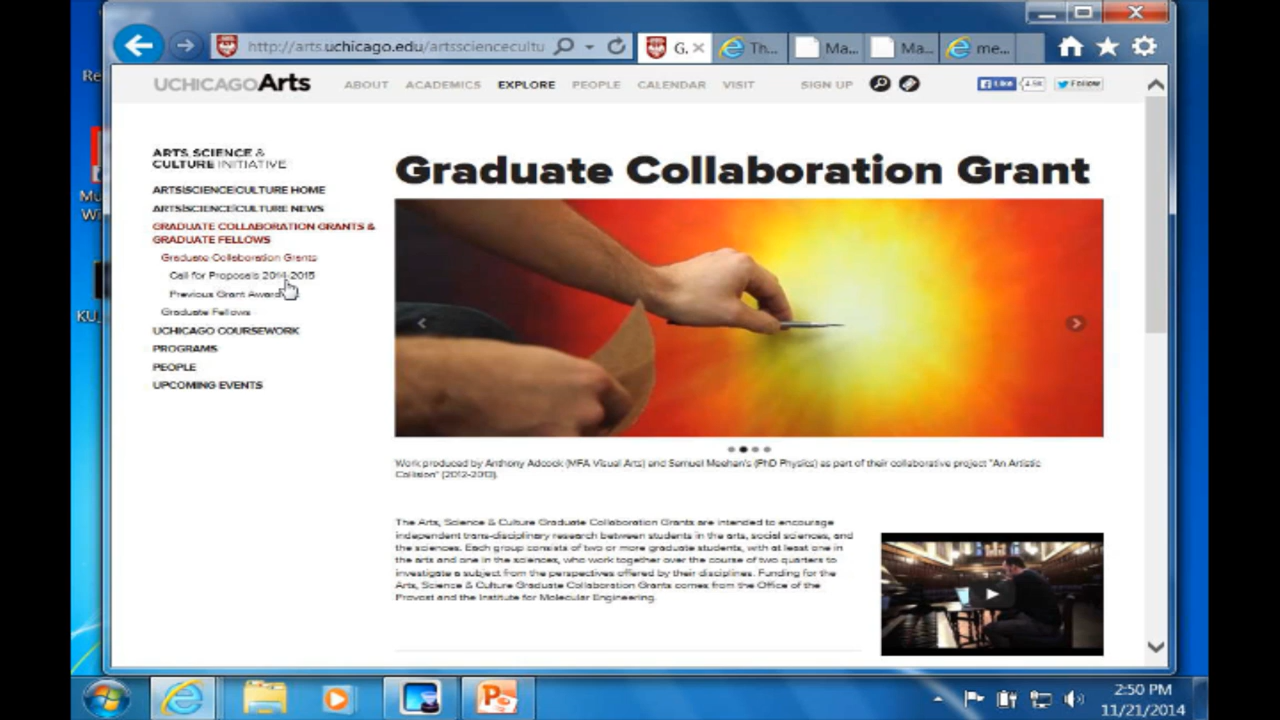 Re
http://arts.uchicago.edu/artssciencecultu
G.
Th...
Ma...
Ma...
me...
UCHICAGOArts
ABOUT
ACADEMICS
EXPLORE
PEOPLE
CALENDAR
VISIT
SIGN UP
Like
Follow
ARTS, SCIENCE &
CULTURE INITIATIVE
ARTS|SCIENCE|CULTURE HOME
ARTS|SCIENCE|CULTURE NEWS
GRADUATE COLLABORATION GRANTS &
GRADUATE FELLOWS
Graduate Collaboration Grants
Call for Proposals 2014-2015
Previous Grant Award
Graduate Fellows
UCHICAGO COURSEWORK
PROGRAMS
PEOPLE
UPCOMING EVENTS
Mu
Wi
KU
Graduate Collaboration Grant
Work produced by Anthony Adcock (MFA Visual Arts) and Samuel Meehan's (PhD Physics) as part of their collaborative project "An Artistic
Collision" (2012-2013).
The Arts, Science & Culture Graduate Collaboration Grants are intended to encourage
independent trans-disciplinary research between students in the arts, social sciences, and
the sciences. Each group consists of two or more graduate students, with at least one in
the arts and one in the sciences, who work together over the course of two quarters to
investigate a subject from the perspectives offered by their disciplines. Funding for the
Arts, Science & Culture Graduate Collaboration Grants comes from the Office of the
Provost and the Institute for Molecular Engineering.
2:50 PM
11/21/2014